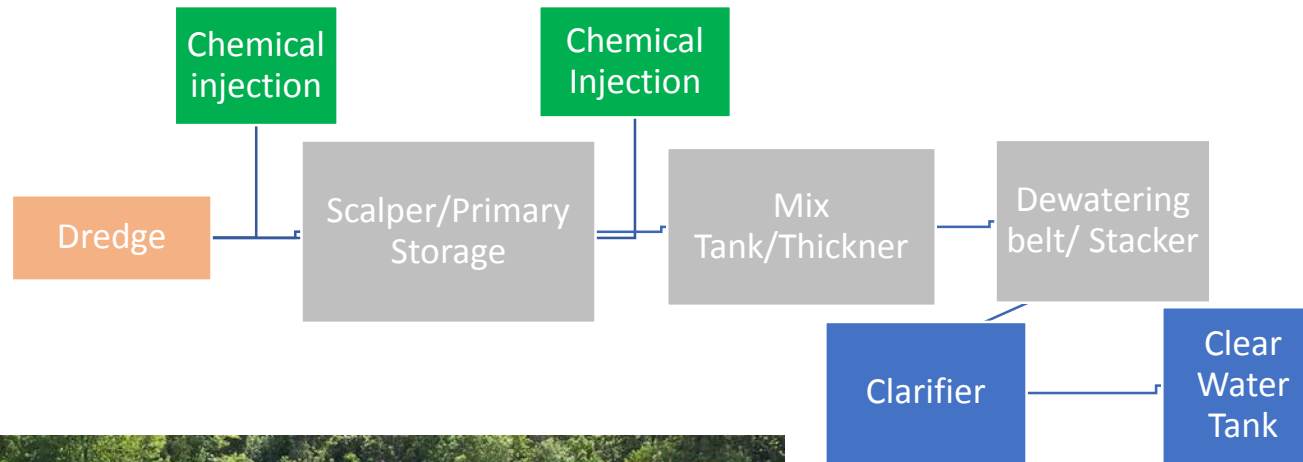 Chemical
injection
Chemical
Injection
Dredge
Scalper/Primary
Storage
Mix
Tank/Thickner
Dewatering
belt/ Stacker
Clarifier
Clear
Water
Tank